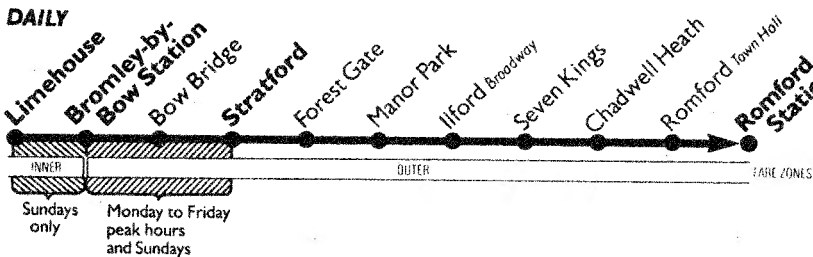 DAILY
Limehouse
Bromley-by-
Bow Station
Bow Bridge
Stratford
Forest Gate
Manor Park
Ilford Broadway
Seven Kings
Chadwell Heath
Romford Town Hall
Romford
Station
INNER
OUTER
FARE ZONES
Sundays
only
Monday to Friday
peak hours
and Sundays